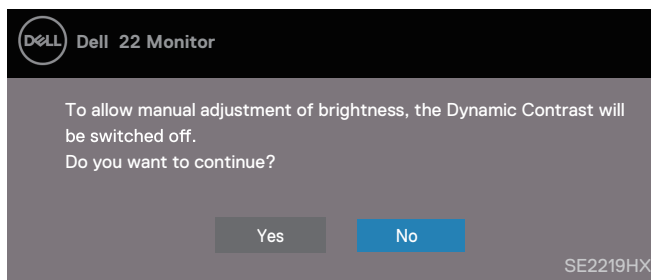 DELL
Dell 22 Monitor
To allow manual adjustment of brightness, the Dynamic Contrast will
be switched off.
Do you want to continue?
Yes No
SE2219HX